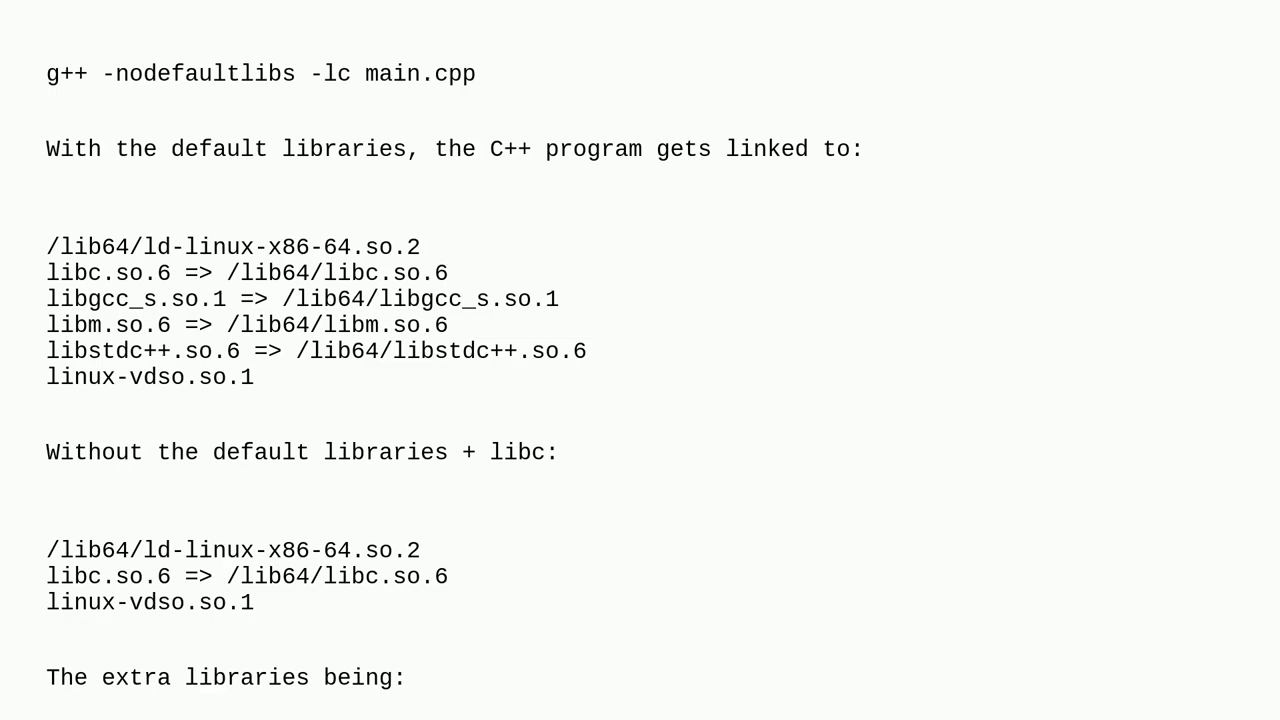 g++ -nodefaultlibs -lc main.cpp
With the default libraries, the C++ program gets linked to:
/lib64/ld-linux-x86-64.so.2
libc.so.6 => /lib64/libc.so.6
libgcc_s.so.1 => /lib64/libgcc_s.so.1
libm.so.6 => /lib64/libm.so.6
libstdc++.so.6 => /lib64/libstdc++.so.6
linux-vdso.so.1
Without the default libraries + libc:
/lib64/ld-linux-x86-64.so.2
libc.so.6 => /lib64/libc.so.6
linux-vdso.so.1
The extra libraries being: